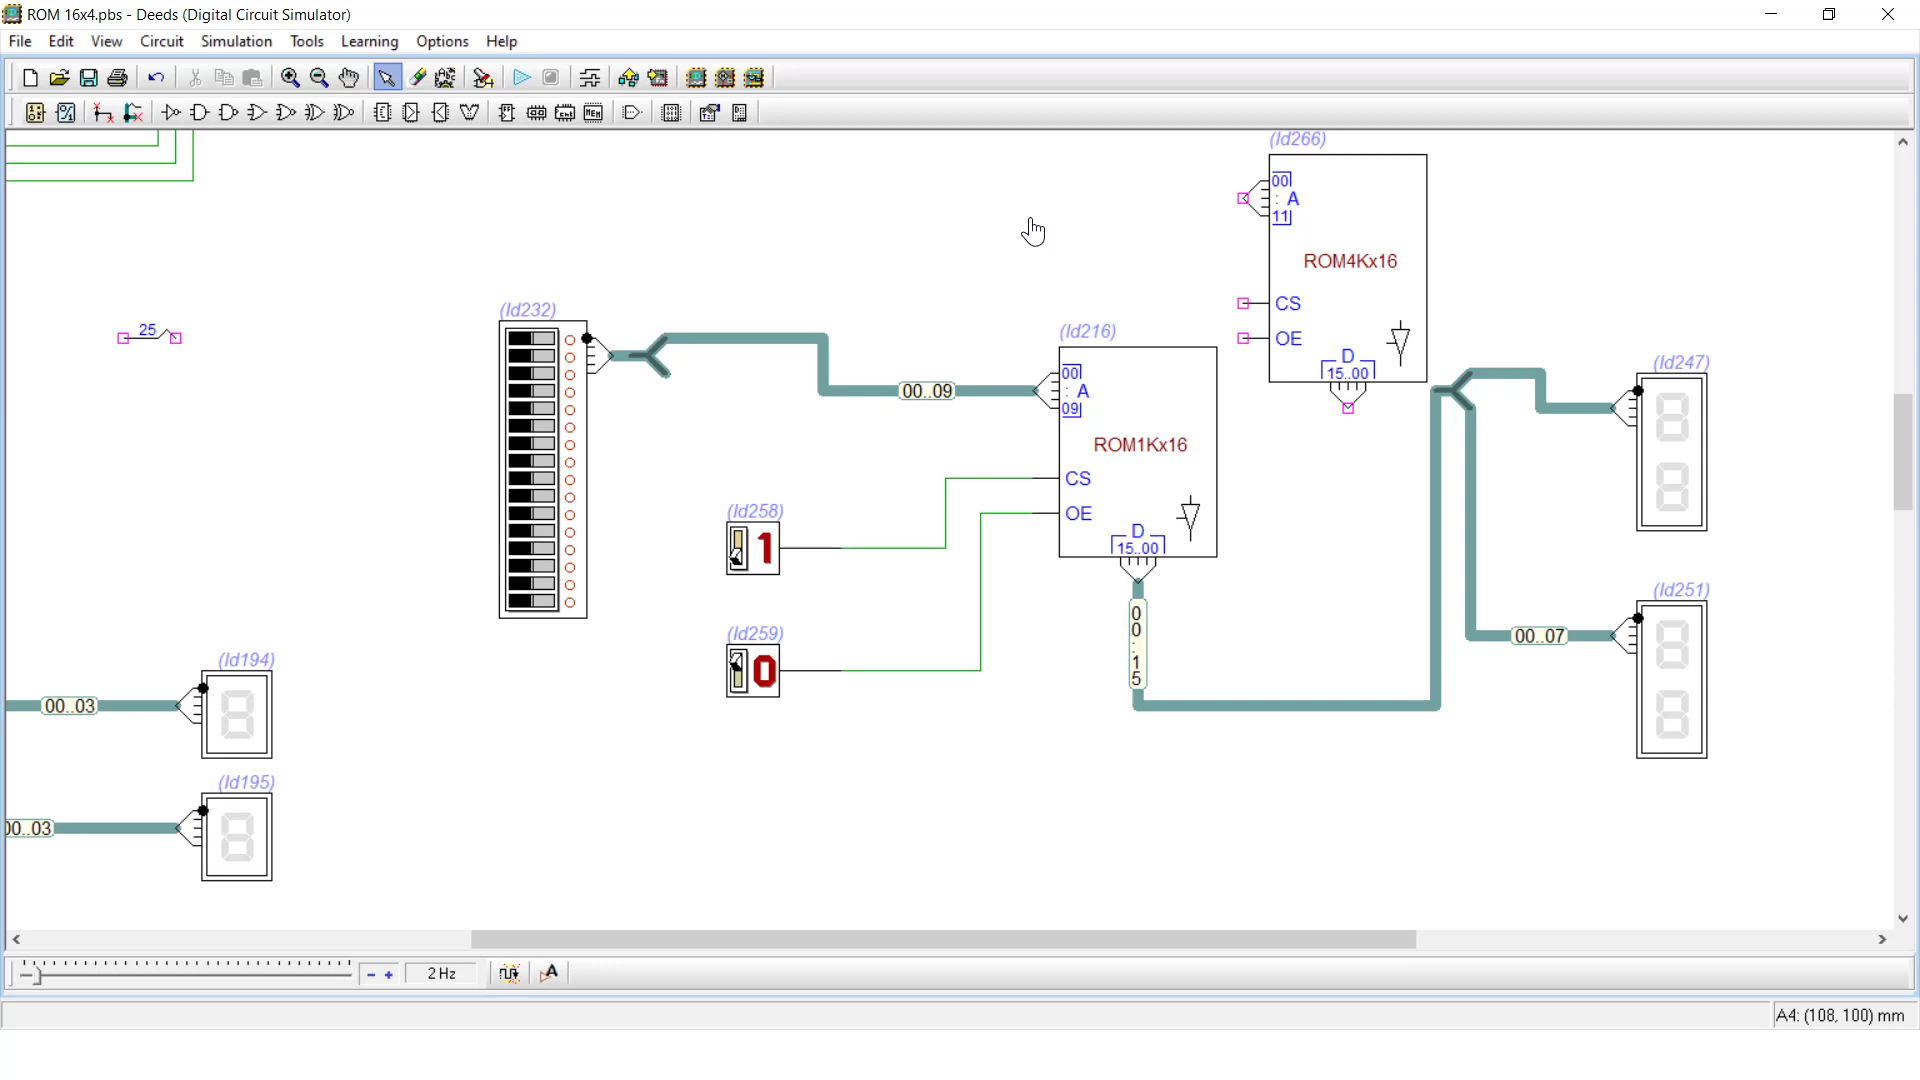 ROM 16x4.pbs - Deeds (Digital Circuit Simulator)
File Edit View Circuit Simulation Tools Learning Options Help
(Id266)
00
: A
11
ROM4Kx16
CS
OE
D
15..00
25
(Id232)
00..09
(Id216)
00
: A
09
ROM1Kx16
CS
OE
D
15..00
00..15
(Id258)
1
(Id259)
0
(Id247)
(Id251)
00..07
(Id194)
00..03
(Id195)
00..03
2 Hz
A4: (108, 100) mm